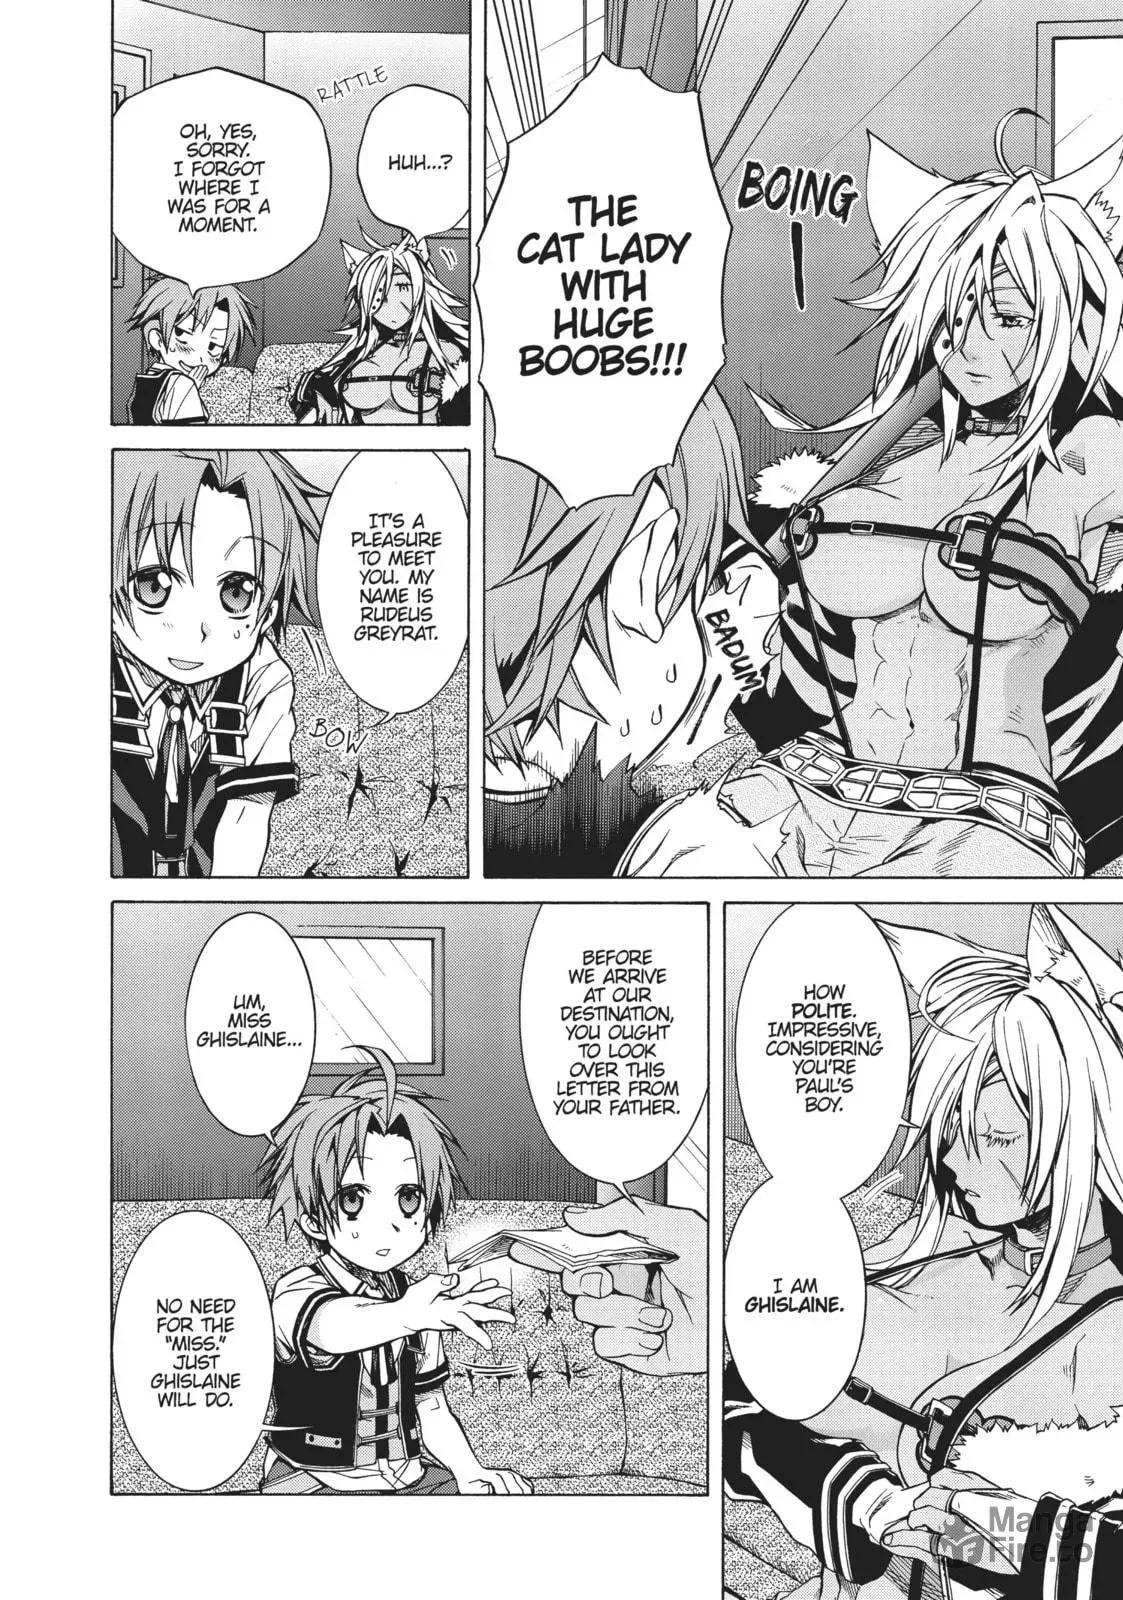 BOING
THE
CAT LADY
WITH
HUGE
BOOBS!!!
BADUM
RATTLE
HUH...?
OH, YES,
SORRY.
I FORGOT
WHERE I
WAS FOR A
MOMENT.
IT'S A
PLEASURE
TO MEET
YOU. MY
NAME IS
RUDEUS
GREYRAT.
BOW
HOW
POLITE.
IMPRESSIVE,
CONSIDERING
YOU'RE
PAUL'S
BOY.
I AM
GHISLAINE.
BEFORE
WE ARRIVE
AT OUR
DESTINATION,
YOU OUGHT
TO LOOK
OVER THIS
LETTER FROM
YOUR FATHER.
UM,
MISS
GHISLAINE...
NO NEED
FOR THE
"MISS."
JUST
GHISLAINE
WILL DO.
Manga
Fire.co